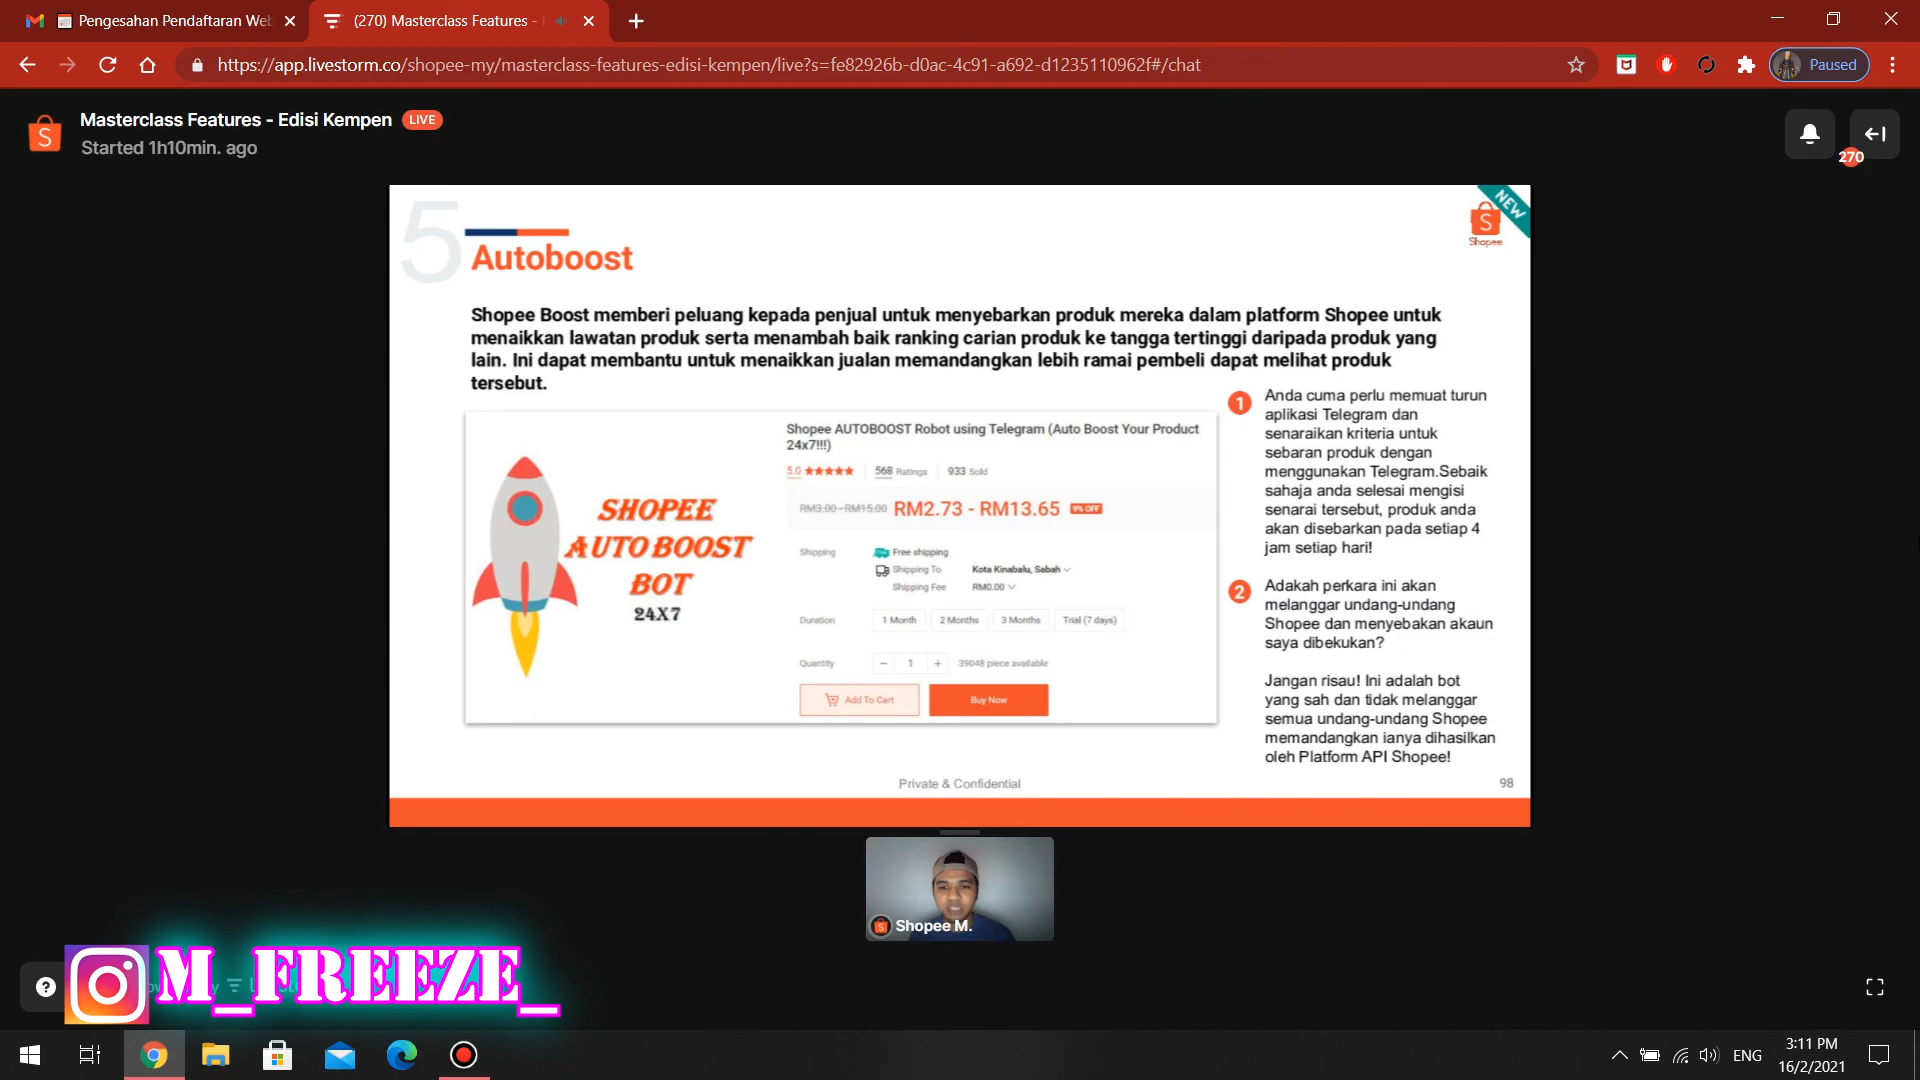 Pengesahan Pendaftaran Web
(270) Masterclass Features -
https://app.livestorm.co/shopee-my/masterclass-features-edisi-kempen/live?s=fe82926b-d0ac-4c91-a692-d1235110962f#/chat
Paused
Masterclass Features - Edisi Kempen LIVE
Started 1h10min. ago
270
5
Autoboost
NEW
Shopee
Shopee Boost memberi peluang kepada penjual untuk menyebarkan produk mereka dalam platform Shopee untuk
menaikkan lawatan produk serta menambah baik ranking carian produk ke tangga tertinggi daripada produk yang
lain. Ini dapat membantu untuk menaikkan jualan memandangkan lebih ramai pembeli dapat melihat produk
tersebut.
SHOPEE
AUTO BOOST
BOT
24X7
Shopee AUTOBOOST Robot using Telegram (Auto Boost Your Product
24x7!!!)
5.0 568 Ratings 933 Sold
RM3.00 - RM15.00 RM2.73 - RM13.65 9% OFF
Shipping Free shipping
Shipping To Kota Kinabalu, Sabah
Shipping Fee RM0.00
Duration 1 Month 2 Months 3 Months Trial (7 days)
Quantity − 1 + 39048 piece available
Add To Cart Buy Now
1 Anda cuma perlu memuat turun
aplikasi Telegram dan
senaraikan kriteria untuk
sebaran produk dengan
menggunakan Telegram.Sebaik
sahaja anda selesai mengisi
senarai tersebut, produk anda
akan disebarkan pada setiap 4
jam setiap hari!
2 Adakah perkara ini akan
melanggar undang-undang
Shopee dan menyebakan akaun
saya dibekukan?
Jangan risau! Ini adalah bot
yang sah dan tidak melanggar
semua undang-undang Shopee
memandangkan ianya dihasilkan
oleh Platform API Shopee!
Private & Confidential
98
Shopee M.
M_FREEZE_
ENG
3:11 PM
16/2/2021